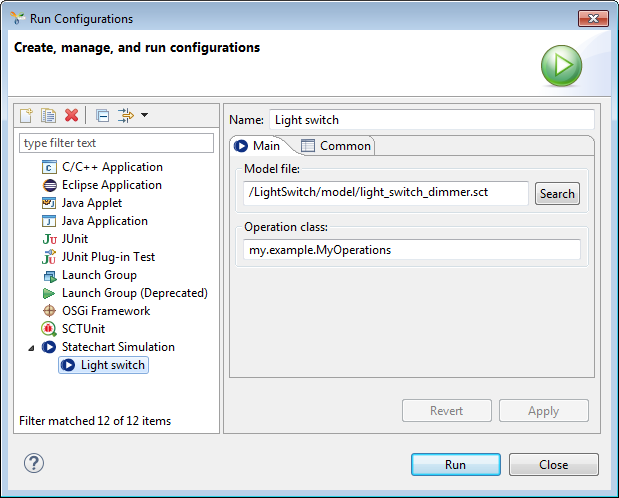 Run Configurations
Create, manage, and run configurations
type filter text
C/C++ Application
Eclipse Application
Java Applet
Java Application
JUnit
JUnit Plug-in Test
Launch Group
Launch Group (Deprecated)
OSGi Framework
SCTUnit
Statechart Simulation
Light switch
Filter matched 12 of 12 items
Name: Light switch
Main Common
Model file:
/LightSwitch/model/light_switch_dimmer.sct Search
Operation class:
my.example.MyOperations
Revert Apply
? Run Close